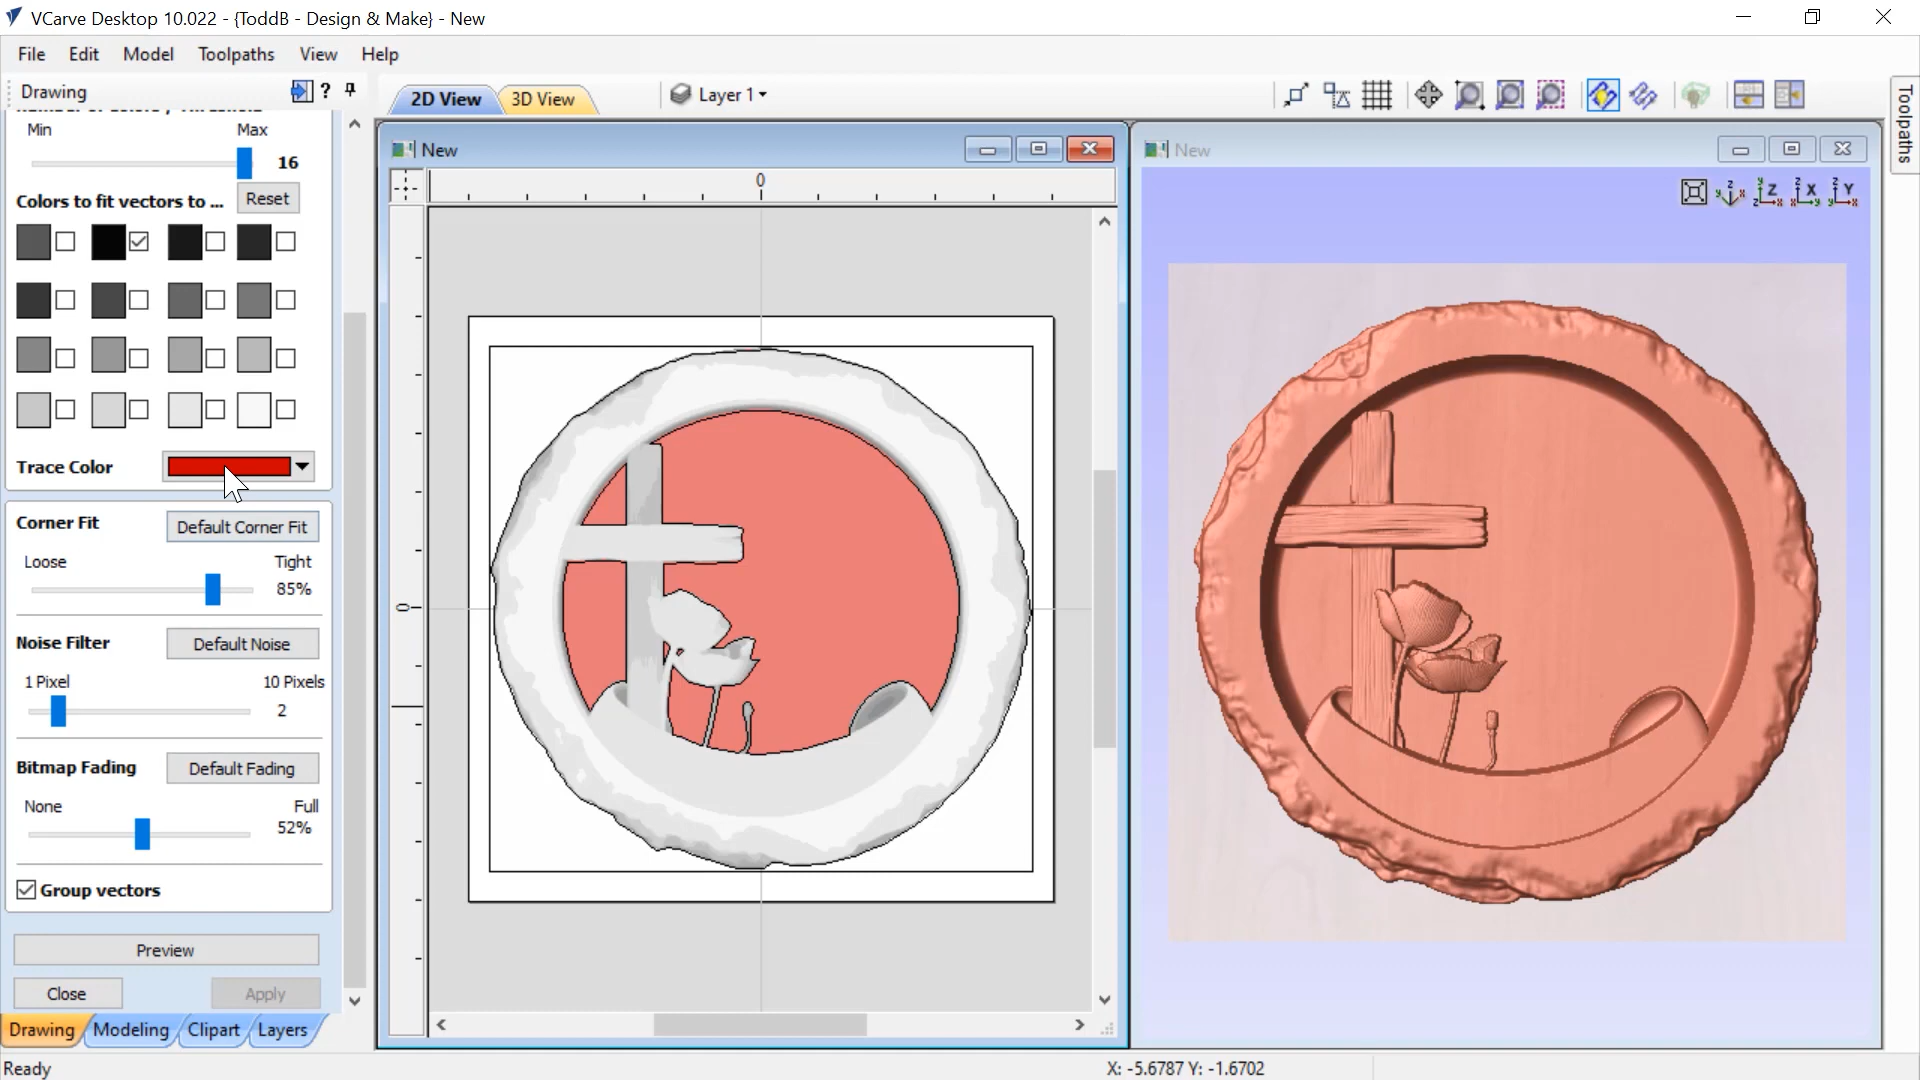 VCarve Desktop 10.022 - {ToddB - Design & Make} - New
File Edit Model Toolpaths View Help
Drawing ?
2D View 3D View Layer 1
Toolpaths
Min Max
16
Colors to fit vectors to ... Reset
Trace Color
Corner Fit Default Corner Fit
Loose Tight
85%
Noise Filter Default Noise
1 Pixel 10 Pixels
2
Bitmap Fading Default Fading
None Full
52%
Group vectors
Preview
Close Apply
Drawing Modeling Clipart Layers
New
0
0
New
Ready X: -5.6787 Y: -1.6702